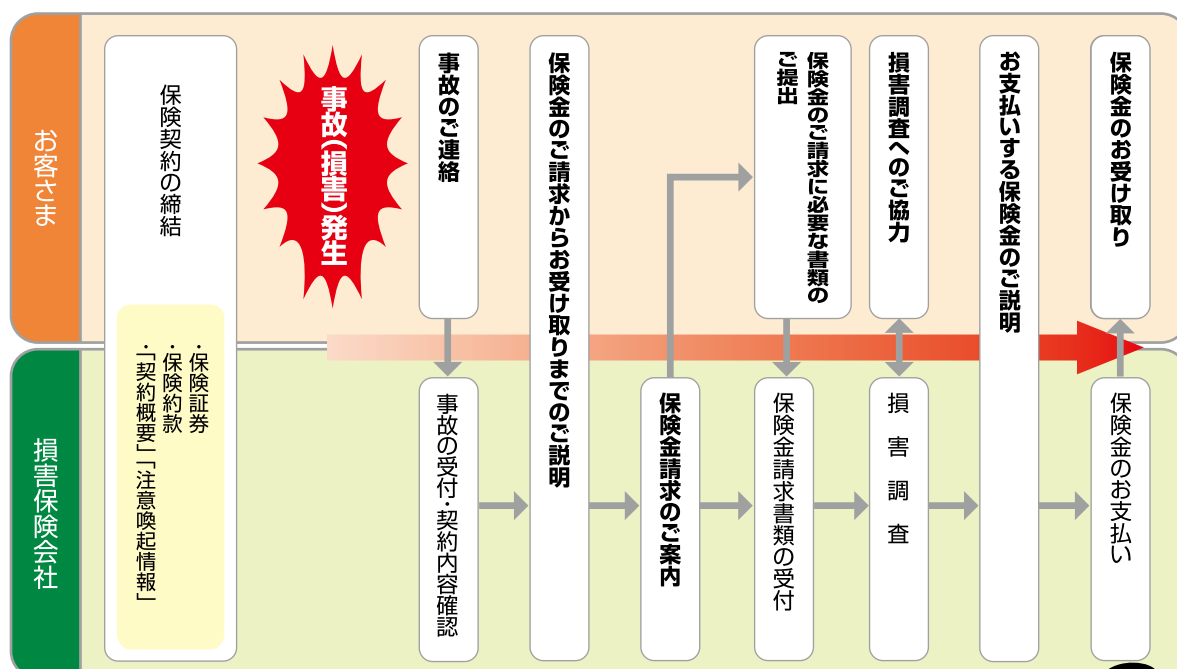 お客さま
保険契約の締結
・保険証券
・保険約款
・「契約概要」「注意喚起情報」
事故(損害)発生
事故のご連絡
保険金のご請求からお受け取りまでのご説明
保険金のご請求に必要な書類の
ご提出
損害調査へのご協力
お支払いする保険金のご説明
保険金のお受け取り
損害保険会社
事故の受付・契約内容確認
保険金請求のご案内
保険金請求書類の受付
損害調査
保険金のお支払い